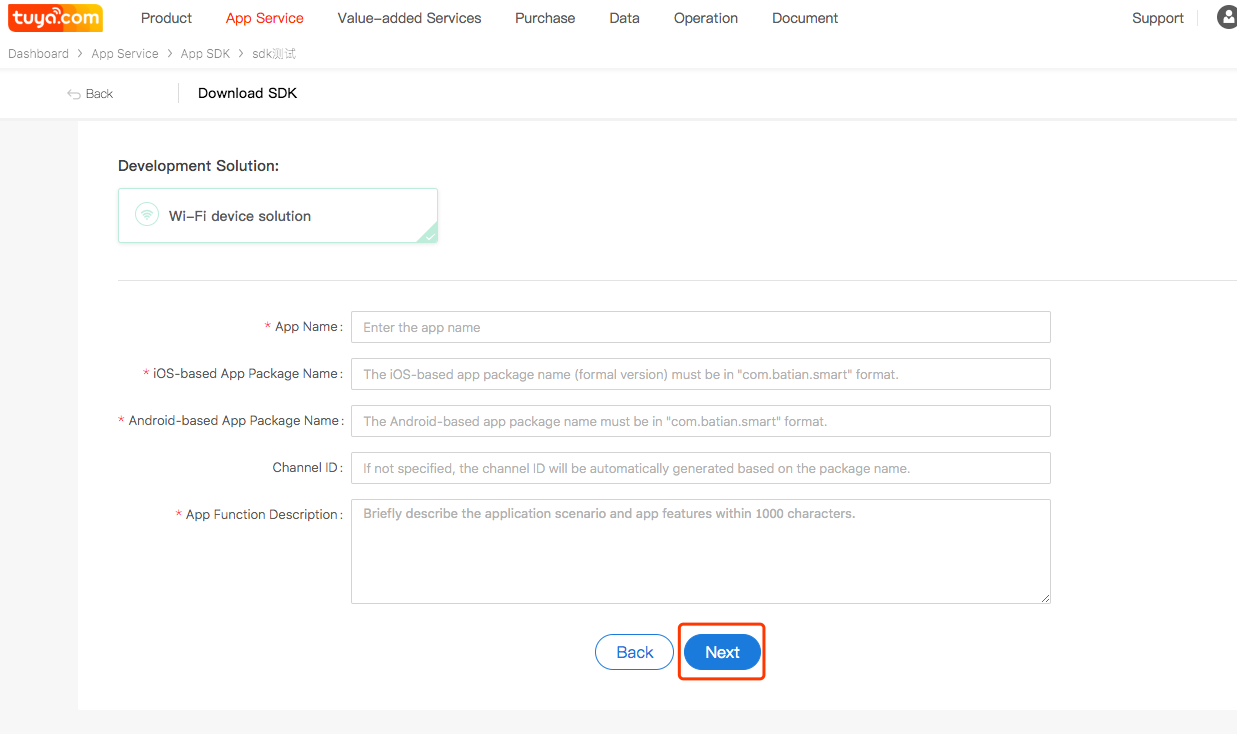 tuya.com Product App Service Value-added Services Purchase Data Operation Document Support
Dashboard > App Service > App SDK > sdk测试
Back Download SDK
Development Solution:
Wi-Fi device solution
* App Name: Enter the app name
* iOS-based App Package Name: The iOS-based app package name (formal version) must be in "com.batian.smart" format.
* Android-based App Package Name: The Android-based app package name must be in "com.batian.smart" format.
Channel ID: If not specified, the channel ID will be automatically generated based on the package name.
* App Function Description: Briefly describe the application scenario and app features within 1000 characters.
Back Next